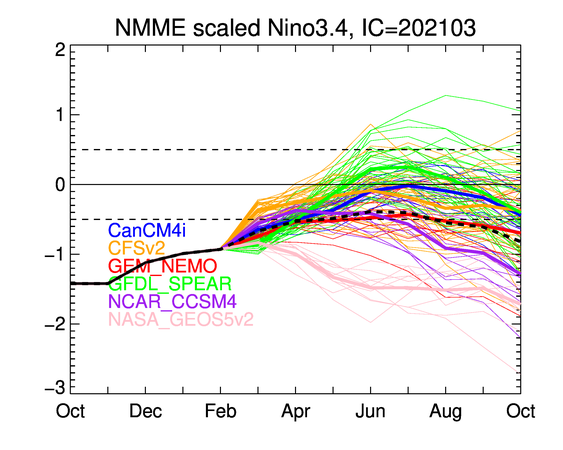 NMME scaled Nino3.4, IC=202103
2
1
0
−1
−2
−3
CanCM4i
CFSv2
GEM_NEMO
GFDL_SPEAR
NCAR_CCSM4
NASA_GEOS5v2
Oct Dec Feb Apr Jun Aug Oct